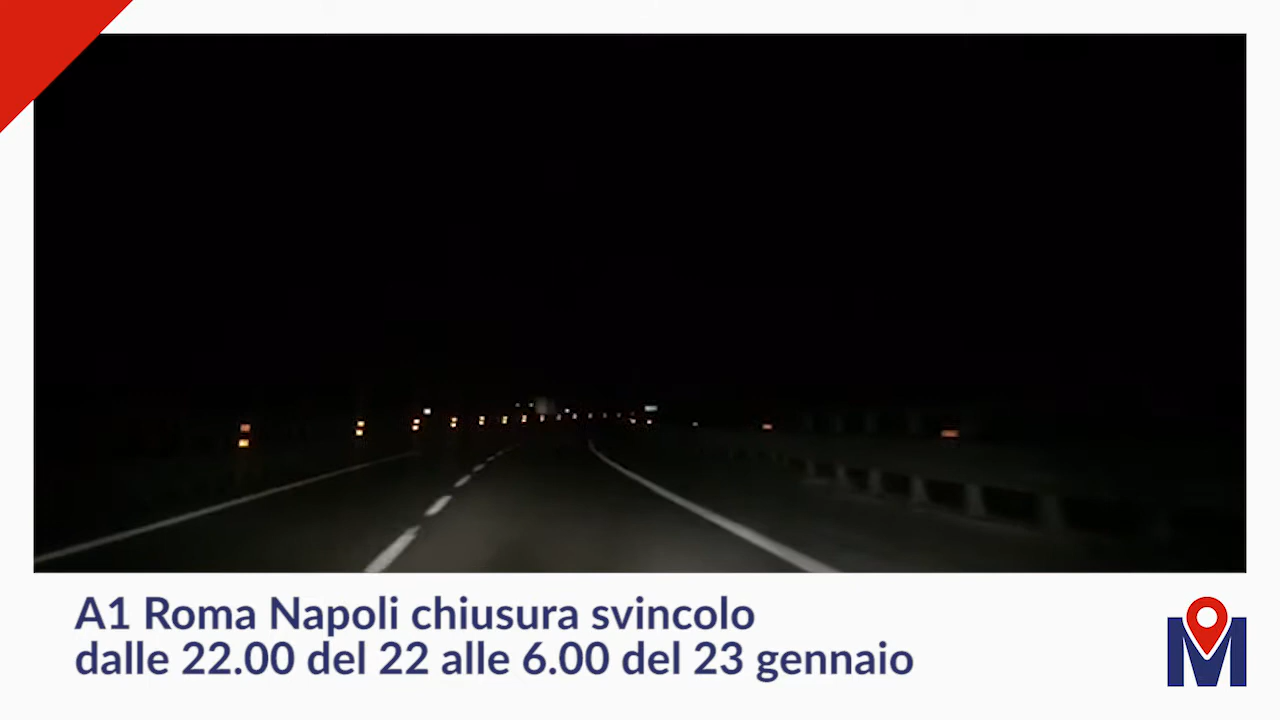 A1 Roma Napoli chiusura svincolo
dalle 22.00 del 22 alle 6.00 del 23 gennaio
M